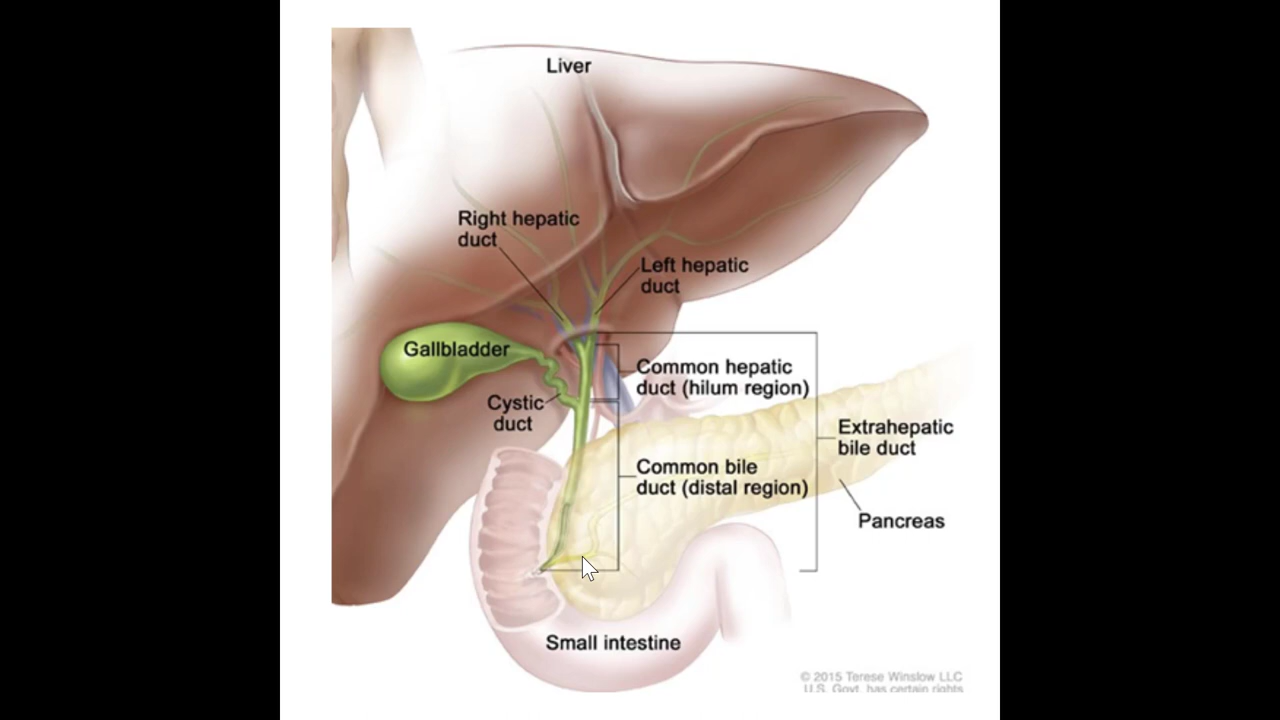 Liver
Right hepatic
duct
Left hepatic
duct
Gallbladder
Common hepatic
duct (hilum region)
Cystic
duct
Extrahepatic
bile duct
Common bile
duct (distal region)
Pancreas
Small intestine
© 2015 Terese Winslow LLC
U.S. Govt. has certain rights